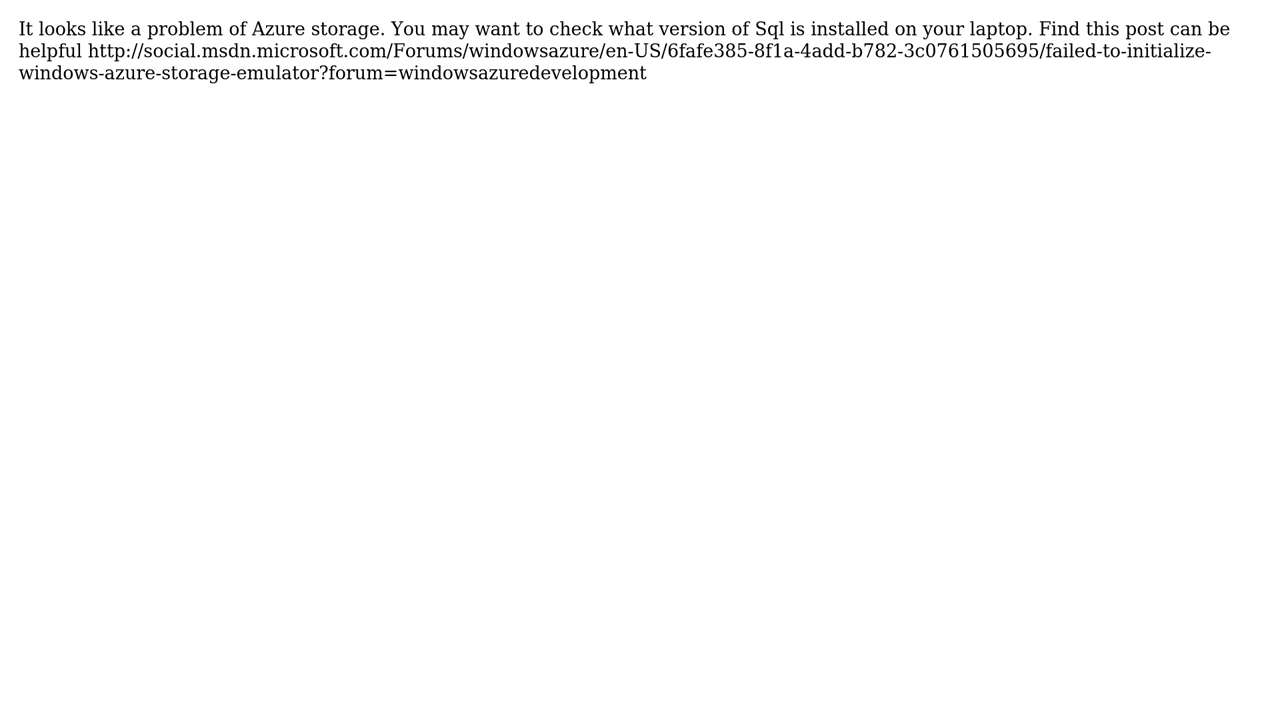 It looks like a problem of Azure storage. You may want to check what version of Sql is installed on your laptop. Find this post can be
helpful http://social.msdn.microsoft.com/Forums/windowsazure/en-US/6fafe385-8f1a-4add-b782-3c0761505695/failed-to-initialize-
windows-azure-storage-emulator?forum=windowsazuredevelopment